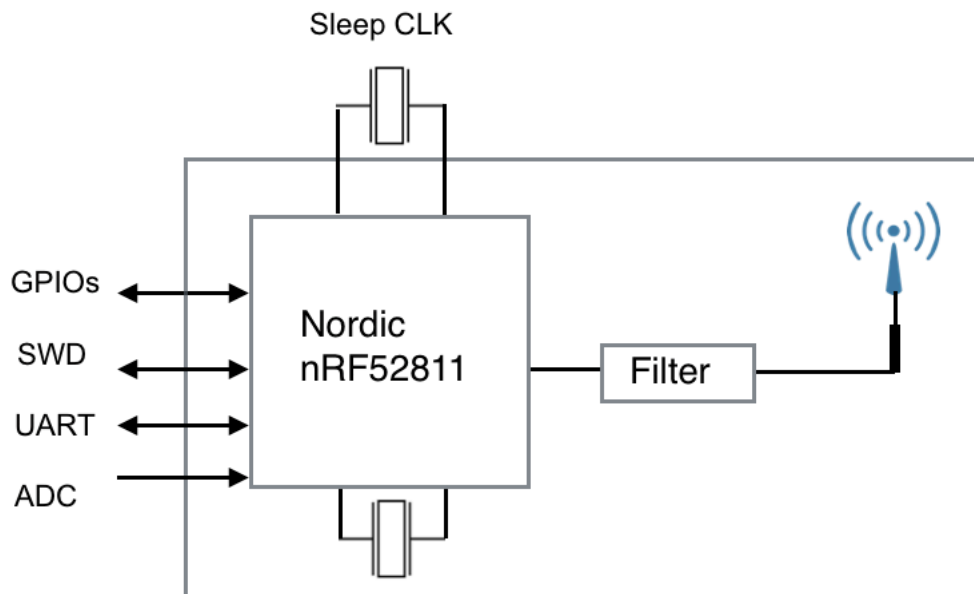 Sleep CLK
GPIOs
SWD
UART
ADC
Nordic
nRF52811
Filter